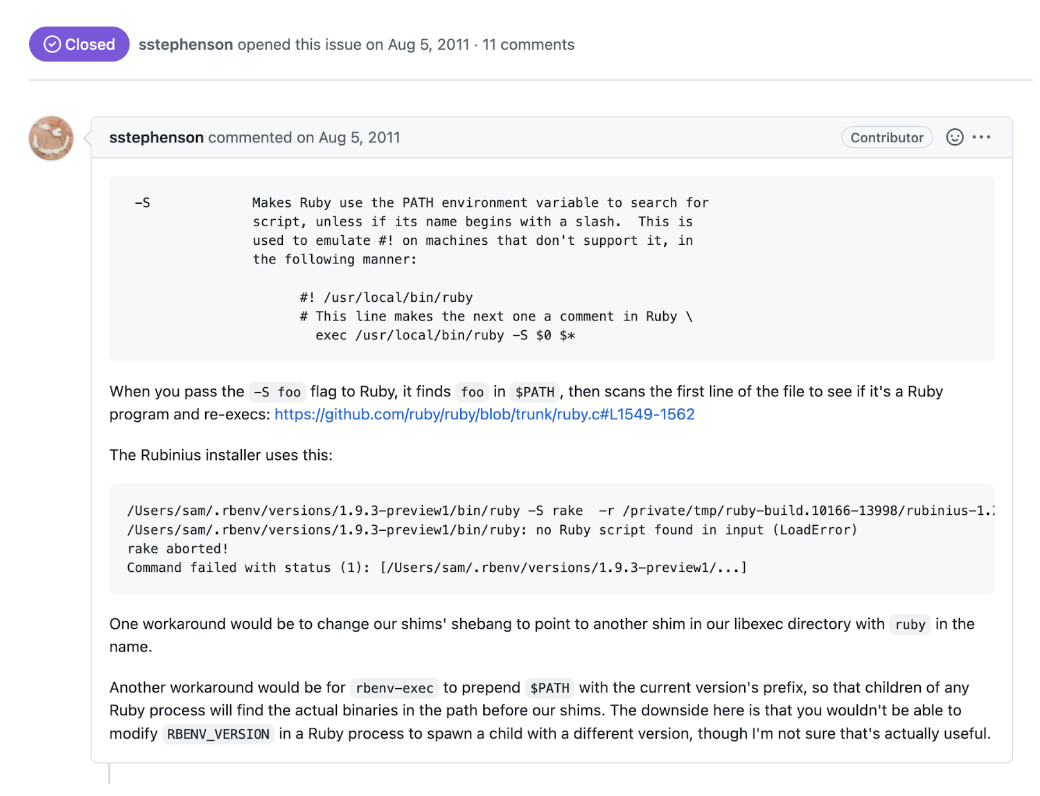 Closed sstephenson opened this issue on Aug 5, 2011 · 11 comments
sstephenson commented on Aug 5, 2011 Contributor
-S Makes Ruby use the PATH environment variable to search for
script, unless if its name begins with a slash. This is
used to emulate #! on machines that don't support it, in
the following manner:
#! /usr/local/bin/ruby
# This line makes the next one a comment in Ruby \
exec /usr/local/bin/ruby -S $0 $*
When you pass the -S foo flag to Ruby, it finds foo in $PATH, then scans the first line of the file to see if it's a Ruby
program and re-execs: https://github.com/ruby/ruby/blob/trunk/ruby.c#L1549-1562
The Rubinius installer uses this:
/Users/sam/.rbenv/versions/1.9.3-preview1/bin/ruby -S rake -r /private/tmp/ruby-build.10166-13998/rubinius-1.
/Users/sam/.rbenv/versions/1.9.3-preview1/bin/ruby: no Ruby script found in input (LoadError)
rake aborted!
Command failed with status (1): [/Users/sam/.rbenv/versions/1.9.3-preview1/...]
One workaround would be to change our shims' shebang to point to another shim in our libexec directory with ruby in the
name.
Another workaround would be for rbenv-exec to prepend $PATH with the current version's prefix, so that children of any
Ruby process will find the actual binaries in the path before our shims. The downside here is that you wouldn't be able to
modify RBENV_VERSION in a Ruby process to spawn a child with a different version, though I'm not sure that's actually useful.